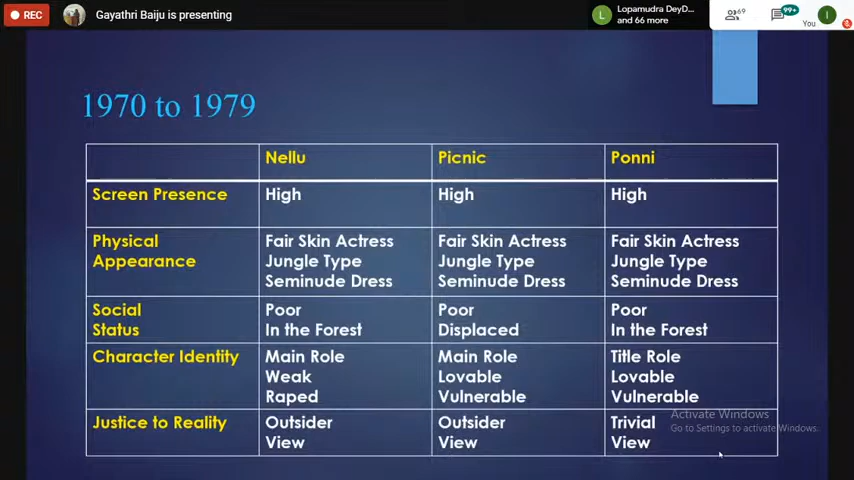 REC
Gayathri Baiju is presenting
L
Lopamudra DeyD...
and 66 more
69
99+
You
I
1970 to 1979
Nellu Picnic Ponni
Screen Presence High High High
Physical Fair Skin Actress Fair Skin Actress Fair Skin Actress
Appearance Jungle Type Jungle Type Jungle Type
Seminude Dress Seminude Dress Seminude Dress
Social Poor Poor Poor
Status In the Forest Displaced In the Forest
Character Identity Main Role Main Role Title Role
Weak Lovable Lovable
Raped Vulnerable Vulnerable
Justice to Reality Outsider Outsider Trivial
View View View
Activate Windows
Go to Settings to activate Windows.